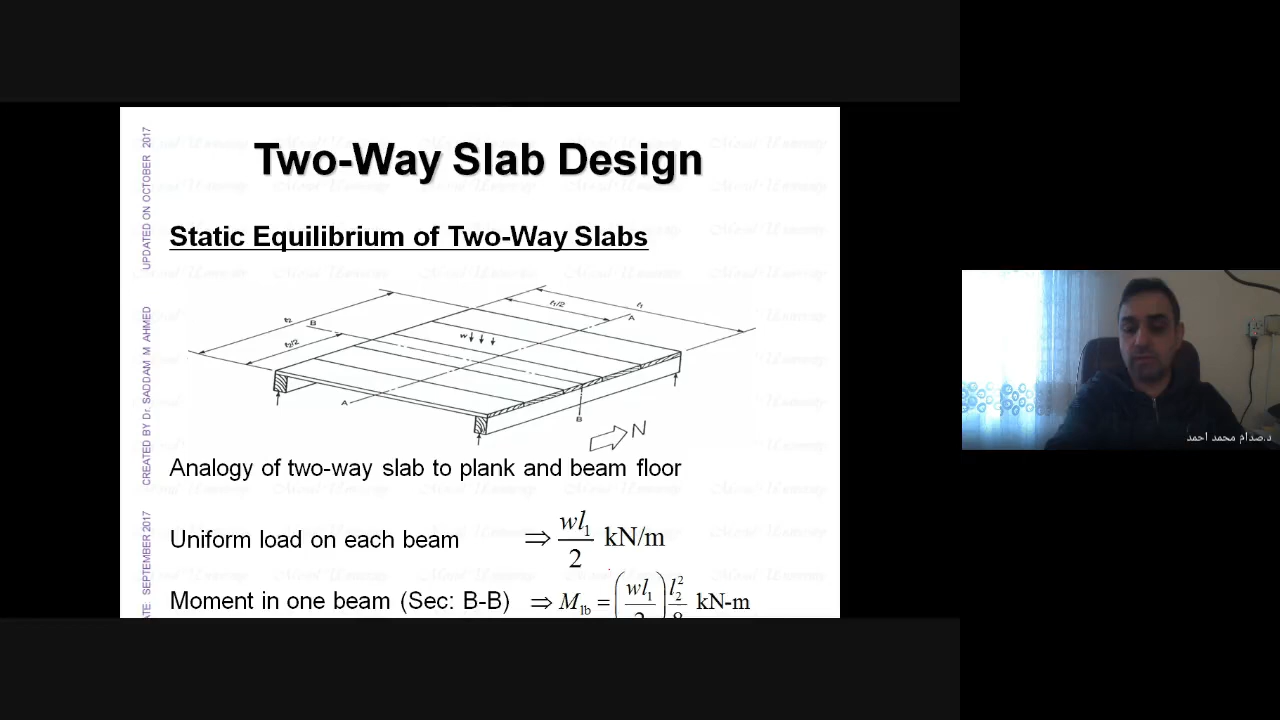 Two-Way Slab Design
Static Equilibrium of Two-Way Slabs
UPDATED ON OCTOBER 2017
CREATED BY Dr. SADDAM M AHMED
SEPTEMBER 2017
ℓ₂
B
ℓ₂/2
ℓ₁/2
ℓ₁
A
w
A
B
N
Analogy of two-way slab to plank and beam floor
Uniform load on each beam ⇒ wl₁/2 kN/m
Moment in one beam (Sec: B-B) ⇒ M_lb = (wl₁/2) l₂²/8 kN-m
د.صدام محمد احمد